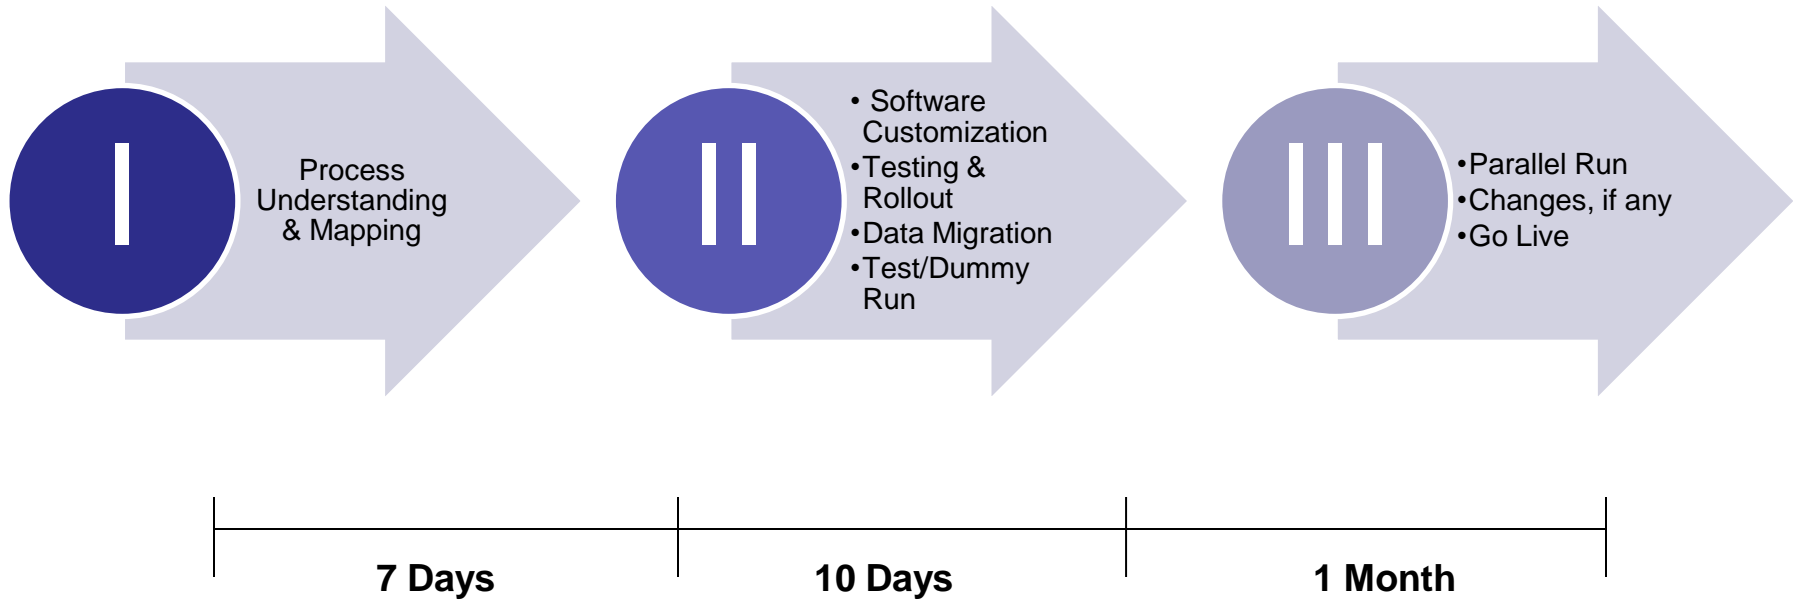 I
Process
Understanding
& Mapping
II
• Software
Customization
•Testing &
Rollout
•Data Migration
•Test/Dummy
Run
III
•Parallel Run
•Changes, if any
•Go Live
7 Days
10 Days
1 Month